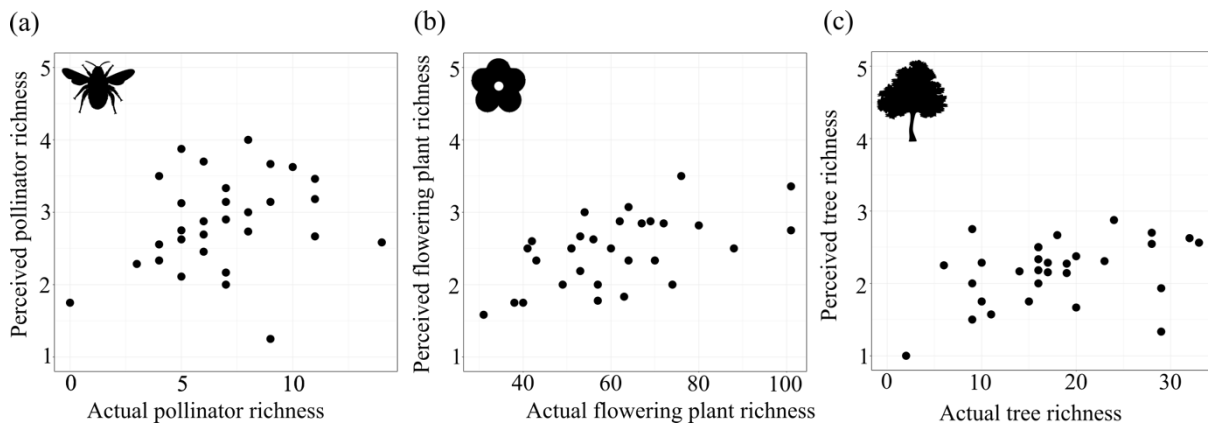 (a)
Perceived pollinator richness
5
4
3
2
1
0
5
10
Actual pollinator richness
(b)
Perceived flowering plant richness
5
4
3
2
1
40
60
80
100
Actual flowering plant richness
(c)
Perceived tree richness
5
4
3
2
1
0
10
20
30
Actual tree richness